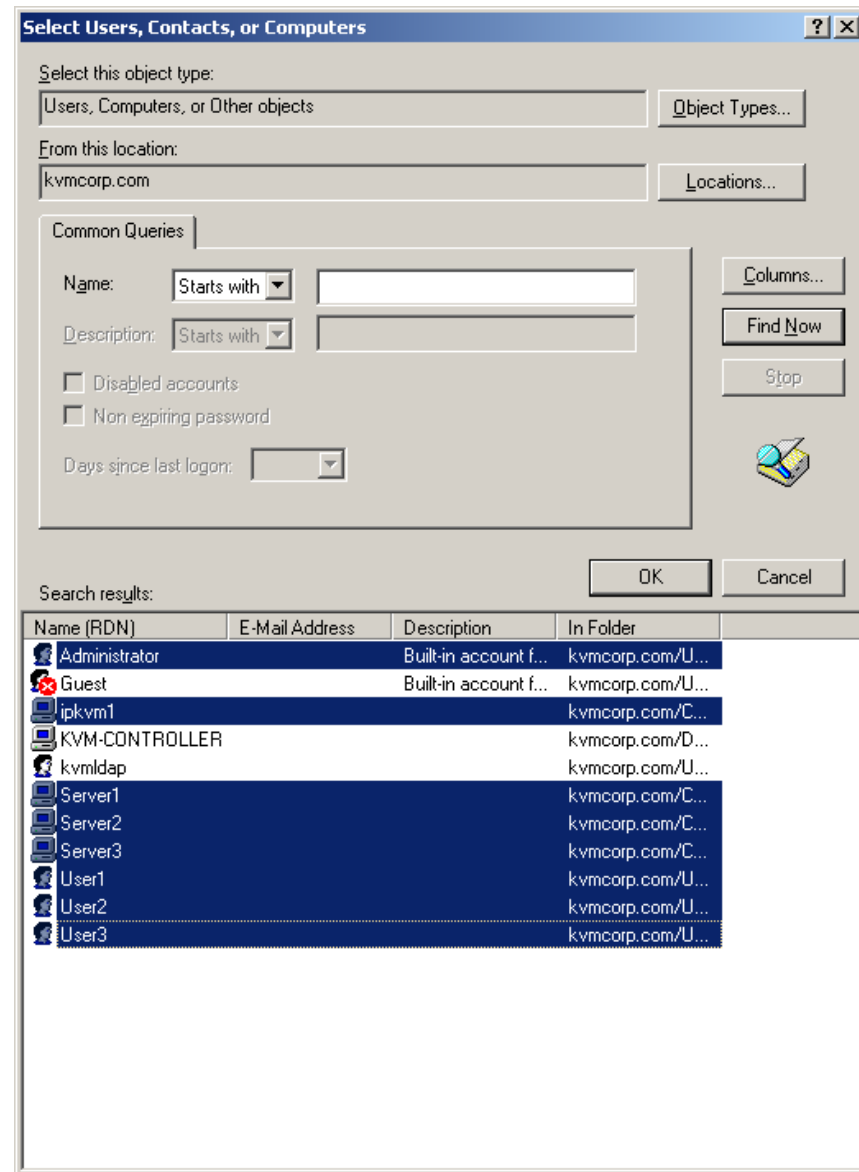 Select Users, Contacts, or Computers
Select this object type:
Users, Computers, or Other objects
Object Types...
From this location:
kvmcorp.com
Locations...
Common Queries
Name:
Starts with
Columns...
Description:
Starts with
Find Now
Disabled accounts
Stop
Non expiring password
Days since last logon:
OK
Cancel
Search results:
Name (RDN) E-Mail Address Description In Folder
Administrator Built-in account f... kvmcorp.com/U...
Guest Built-in account f... kvmcorp.com/U...
ipkvm1 kvmcorp.com/C...
KVM-CONTROLLER kvmcorp.com/D...
kvmldap kvmcorp.com/U...
Server1 kvmcorp.com/C...
Server2 kvmcorp.com/C...
Server3 kvmcorp.com/C...
User1 kvmcorp.com/U...
User2 kvmcorp.com/U...
User3 kvmcorp.com/U...